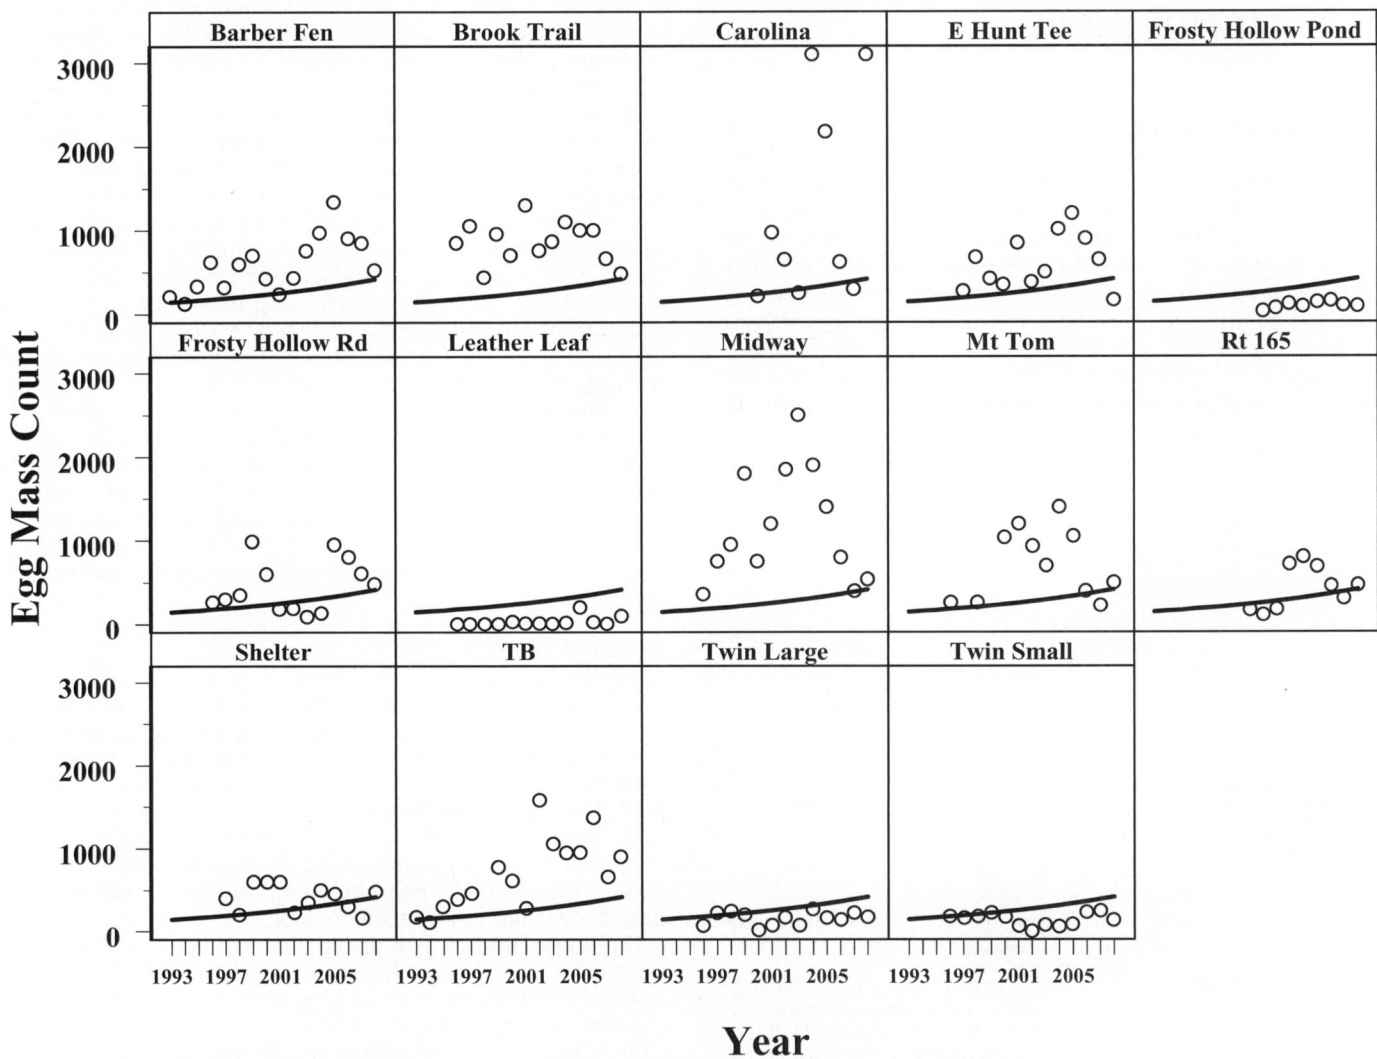 Barber Fen Brook Trail Carolina E Hunt Tee Frosty Hollow Pond
3000
2000
1000
0
Frosty Hollow Rd Leather Leaf Midway Mt Tom Rt 165
3000
2000
1000
0
Egg Mass Count
Shelter TB Twin Large Twin Small
3000
2000
1000
0
1993 1997 2001 2005 1993 1997 2001 2005 1993 1997 2001 2005 1993 1997 2001 2005
Year